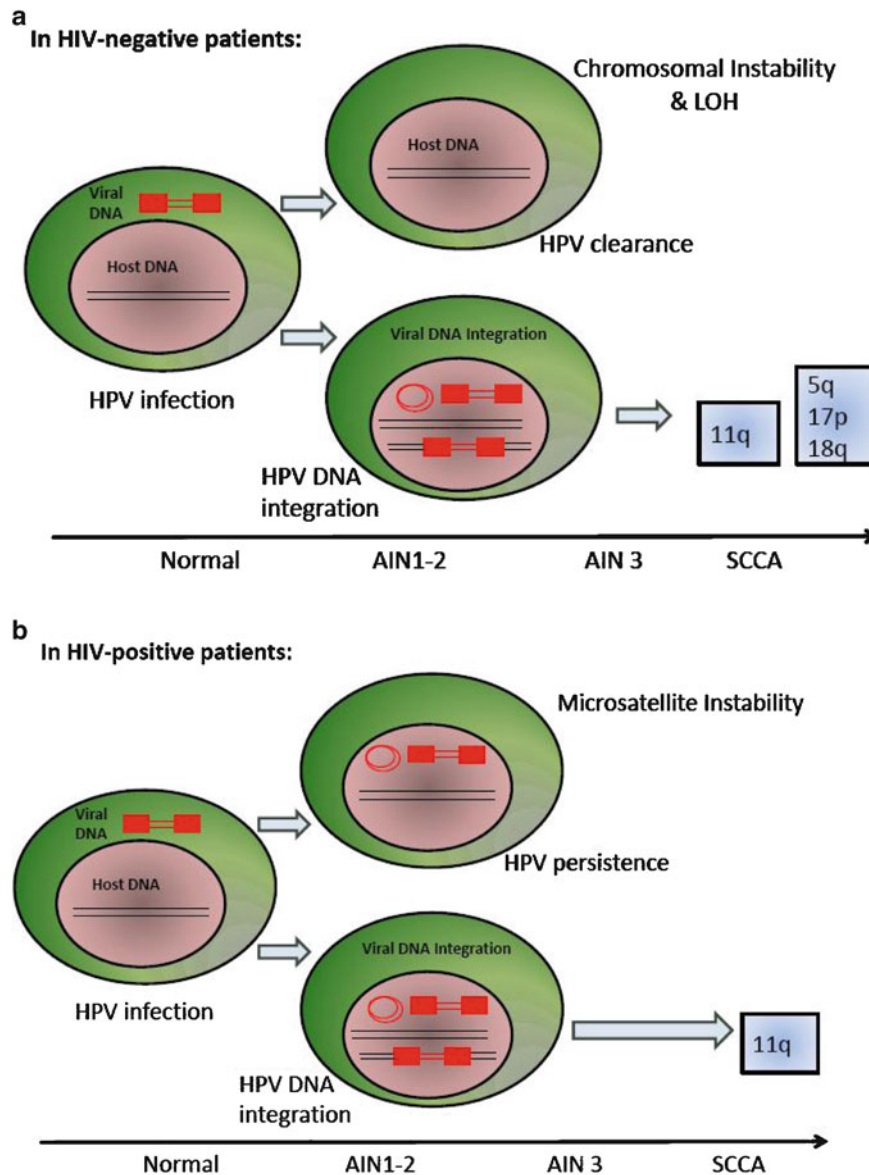 a
In HIV-negative patients:
Chromosomal Instability
& LOH
Host DNA
Viral
DNA
Host DNA
HPV clearance
HPV infection
Viral DNA Integration
HPV DNA
integration
11q
5q
17p
18q
Normal
AIN1-2
AIN 3
SCCA
b
In HIV-positive patients:
Microsatellite Instability
Viral
DNA
Host DNA
HPV persistence
HPV infection
Viral DNA Integration
HPV DNA
integration
11q
Normal
AIN1-2
AIN 3
SCCA